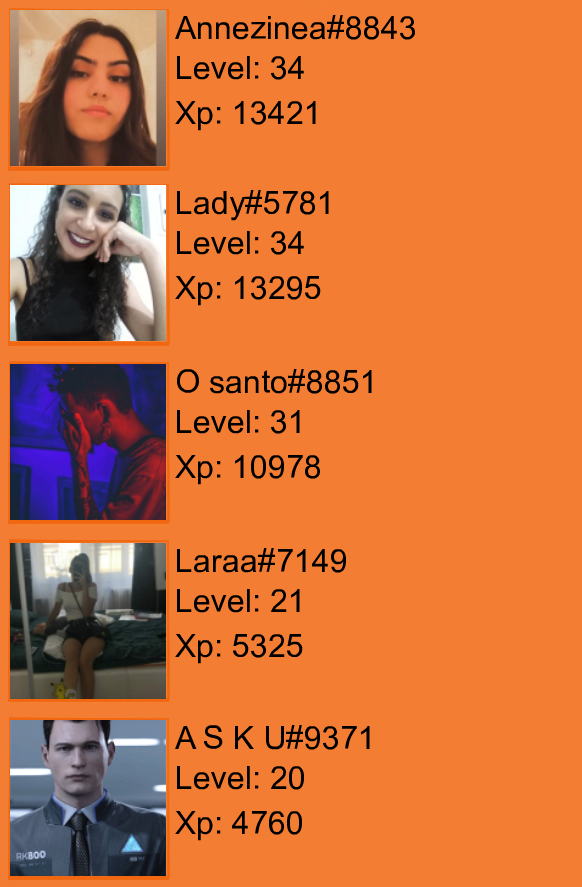 Annezinea#8843
Level: 34
Xp: 13421
Lady#5781
Level: 34
Xp: 13295
O santo#8851
Level: 31
Xp: 10978
Laraa#7149
Level: 21
Xp: 5325
A S K U#9371
Level: 20
Xp: 4760
RK800